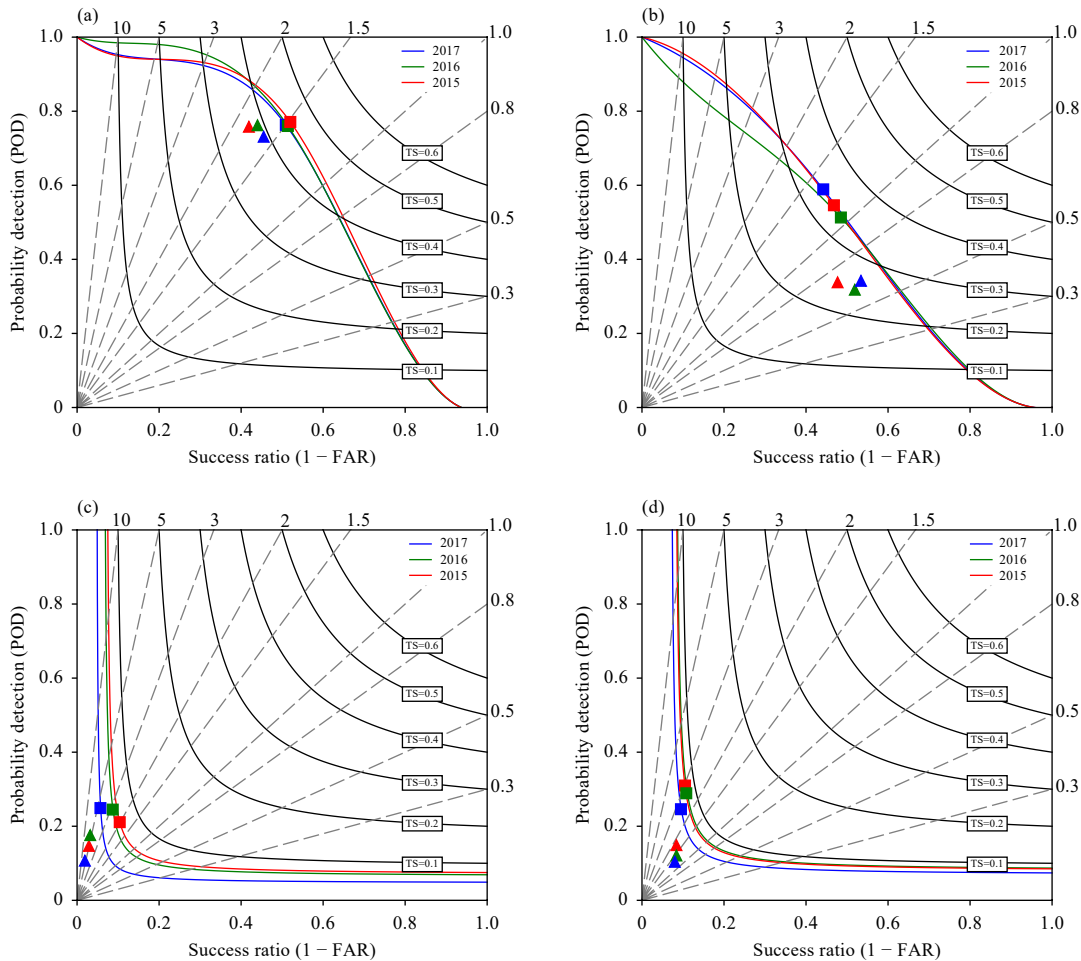 (a)
10 5 3 2 1.5 1.0
1.0
0.8
0.6
0.4
0.2
0
Probability detection (POD)
2017
2016
2015
TS=0.6
TS=0.5
TS=0.4
TS=0.3
TS=0.2
TS=0.1
0.8
0.5
0.3
0 0.2 0.4 0.6 0.8 1.0
Success ratio (1 − FAR)
(b)
10 5 3 2 1.5 1.0
1.0
0.8
0.6
0.4
0.2
0
Probability detection (POD)
2017
2016
2015
TS=0.6
TS=0.5
TS=0.4
TS=0.3
TS=0.2
TS=0.1
0.8
0.5
0.3
0 0.2 0.4 0.6 0.8 1.0
Success ratio (1 − FAR)
(c)
10 5 3 2 1.5 1.0
1.0
0.8
0.6
0.4
0.2
0
Probability detection (POD)
2017
2016
2015
TS=0.6
TS=0.5
TS=0.4
TS=0.3
TS=0.2
TS=0.1
0.8
0.5
0.3
0 0.2 0.4 0.6 0.8 1.0
Success ratio (1 − FAR)
(d)
10 5 3 2 1.5 1.0
1.0
0.8
0.6
0.4
0.2
0
Probability detection (POD)
2017
2016
2015
TS=0.6
TS=0.5
TS=0.4
TS=0.3
TS=0.2
TS=0.1
0.8
0.5
0.3
0 0.2 0.4 0.6 0.8 1.0
Success ratio (1 − FAR)